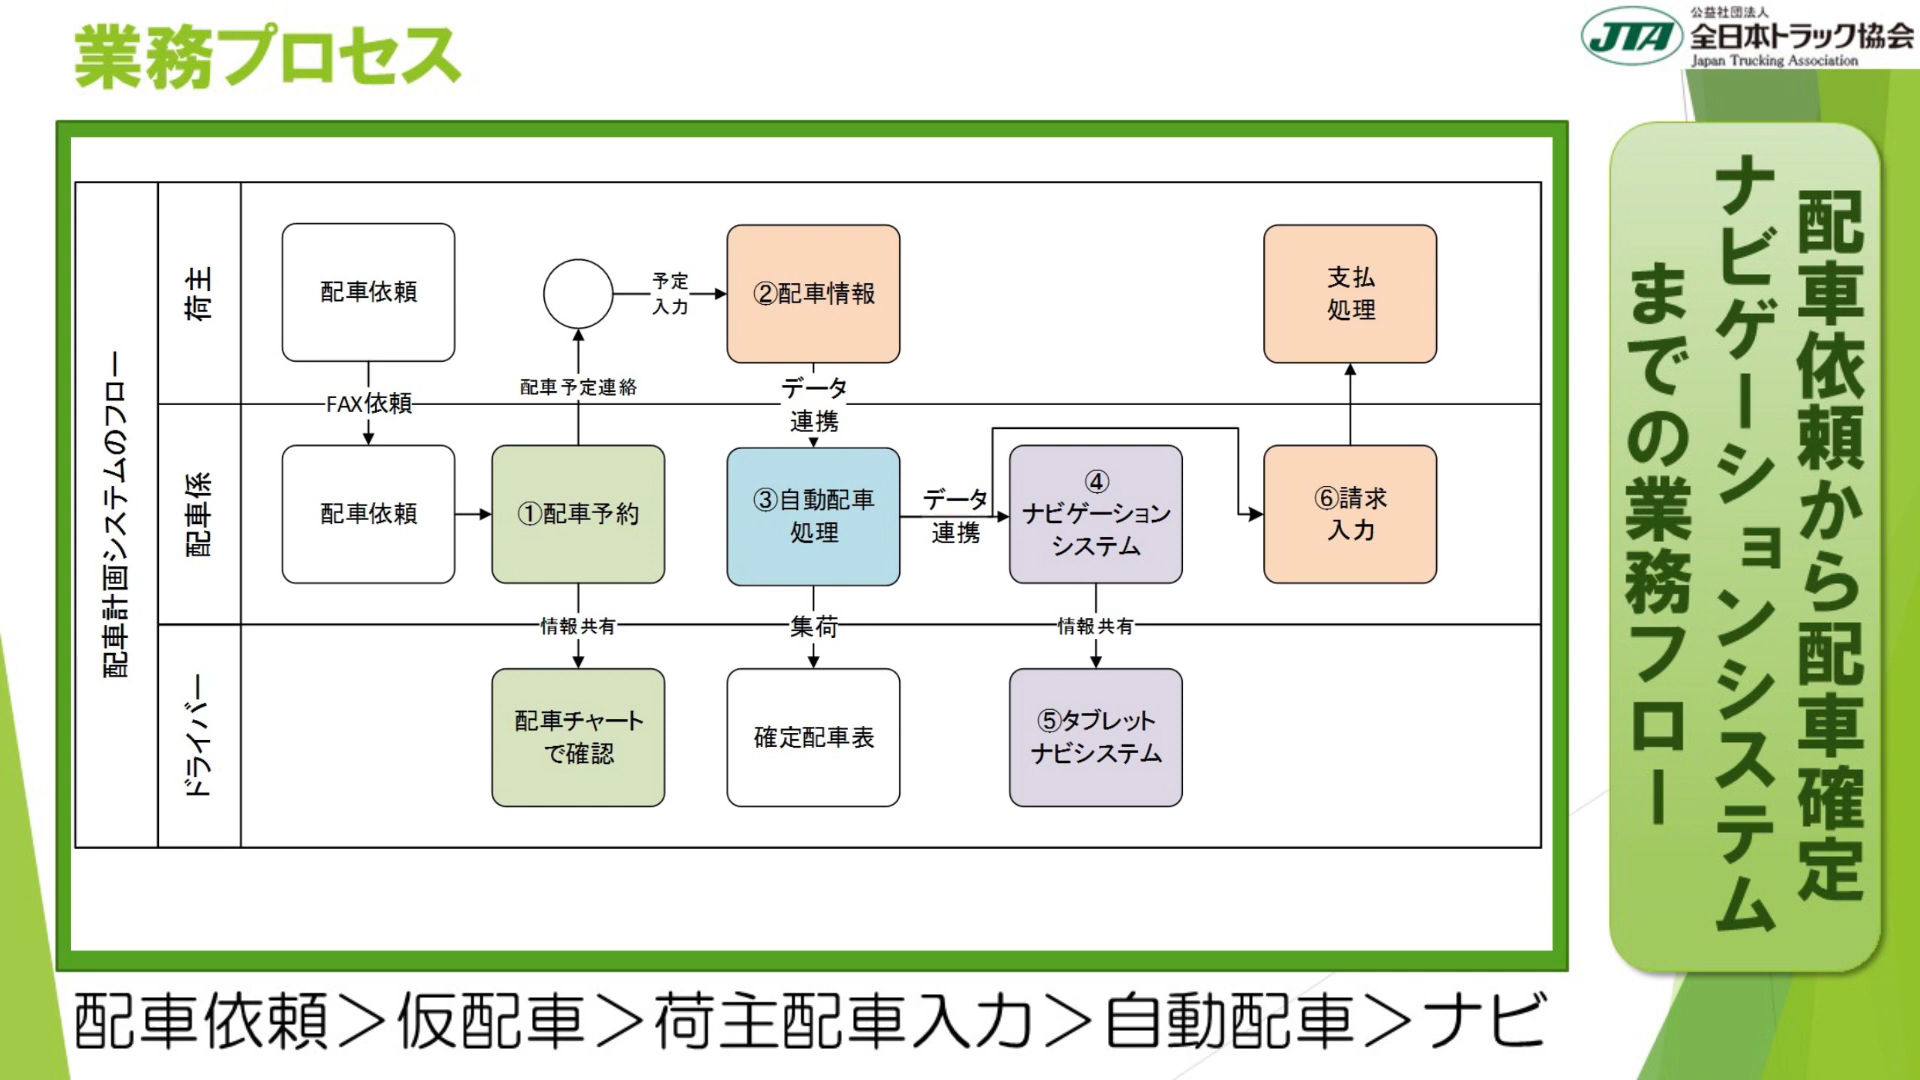 業務プロセス
JTA
公益社団法人
全日本トラック協会
Japan Trucking Association
配車計画システムのフロー
荷主
配車依頼
予定
入力
②配車情報
支払
処理
FAX依頼
配車予定連絡
データ
連携
配車係
配車依頼
①配車予約
③自動配車
処理
データ
連携
④
ナビゲーション
システム
⑥請求
入力
情報共有
集荷
情報共有
ドライバー
配車チャート
で確認
確定配車表
⑤タブレット
ナビシステム
配車依頼から配車確定
ナビゲーションシステム
までの業務フロー
配車依頼＞仮配車＞荷主配車入力＞自動配車＞ナビ